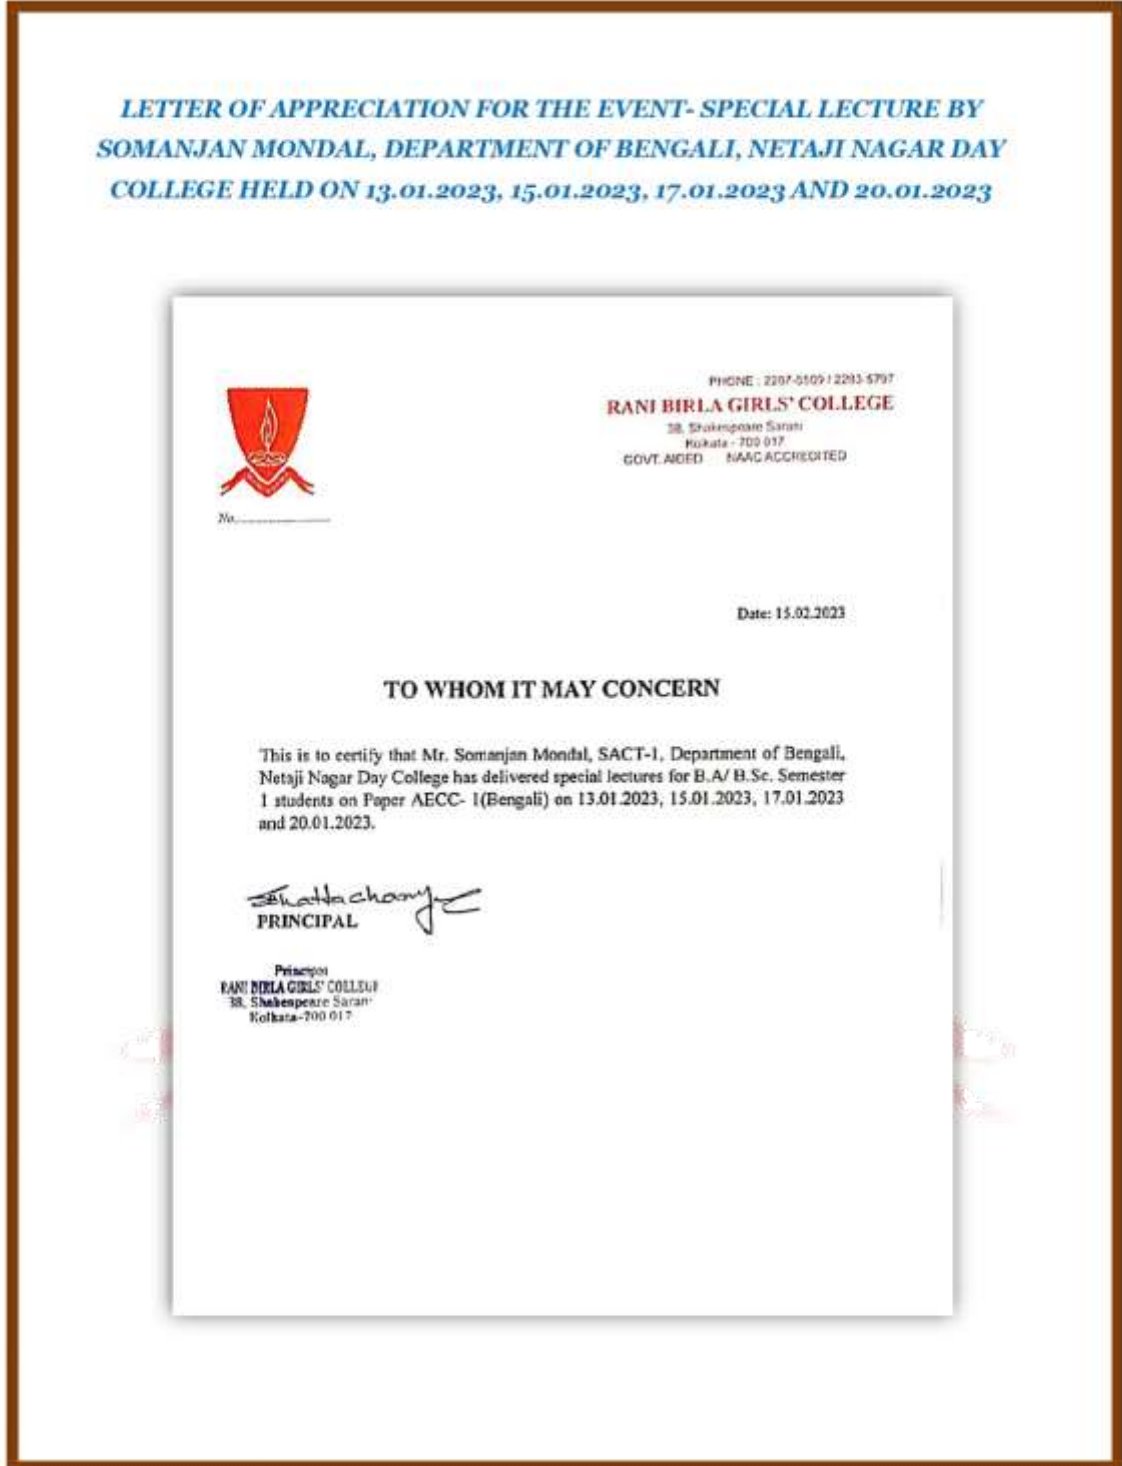 LETTER OF APPRECIATION FOR THE EVENT- SPECIAL LECTURE BY
SOMANJAN MONDAL, DEPARTMENT OF BENGALI, NETAJI NAGAR DAY
COLLEGE HELD ON 13.01.2023, 15.01.2023, 17.01.2023 AND 20.01.2023
PHONE :
RANI BIRLA GIRLS' COLLEGE
38, Shakespeare Sarani
Kolkata - 700 017
GOVT. AIDED NAAC ACCREDITED
No.
Date: 15.02.2023
TO WHOM IT MAY CONCERN
This is to certify that Mr. Somanjan Mondal, SACT-1, Department of Bengali,
Netaji Nagar Day College has delivered special lectures for B.A/ B.Sc. Semester
1 students on Paper AECC- 1(Bengali) on 13.01.2023, 15.01.2023, 17.01.2023
and 20.01.2023.
PRINCIPAL
Principal
RANI BIRLA GIRLS' COLLEGE
38, Shakespeare Sarani
Kolkata-700 017